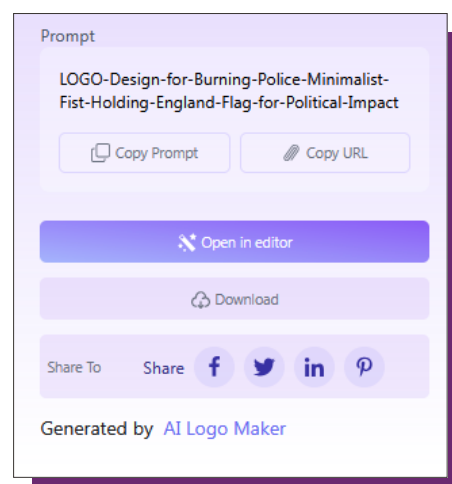 Prompt
LOGO-Design-for-Burning-Police-Minimalist-
Fist-Holding-England-Flag-for-Political-Impact
Copy Prompt
Copy URL
Open in editor
Download
Share To
Share
Generated by AI Logo Maker